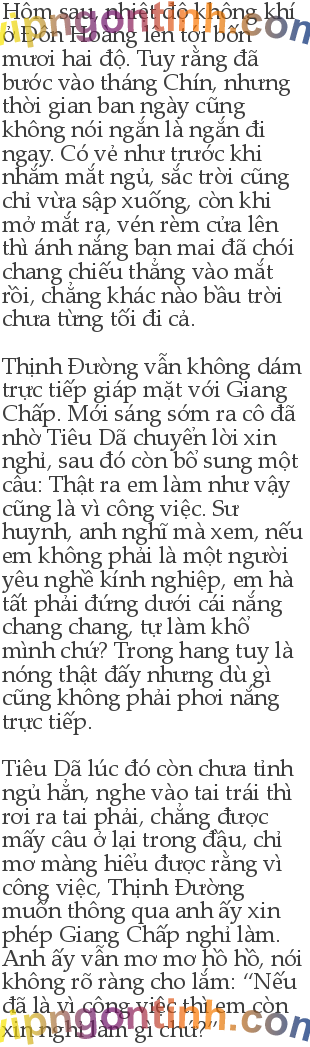 Hôm sau, nhiệt độ không khí
ở Đôn Hoàng lên tới bốn
mươi hai độ. Tuy rằng đã
bước vào tháng Chín, nhưng
thời gian ban ngày cũng
không nói ngắn là ngắn đi
ngay. Có vẻ như trước khi
nhắm mắt ngủ, sắc trời cũng
chỉ vừa sập xuống, còn khi
mở mắt ra, vén rèm cửa lên
thì ánh nắng ban mai đã chói
chang chiếu thẳng vào mắt
rồi, chẳng khác nào bầu trời
chưa từng tối đi cả.

Thịnh Đường vẫn không dám
trực tiếp giáp mặt với Giang
Chấp. Mới sáng sớm ra cô đã
nhờ Tiêu Dã chuyển lời xin
nghỉ, sau đó còn bổ sung một
câu: Thật ra em làm như vậy
cũng là vì công việc. Sư
huynh, anh nghĩ mà xem, nếu
em không phải là một người
yêu nghề kính nghiệp, em hà
tất phải đứng dưới cái nắng
chang chang, tự làm khổ
mình chứ? Trong hang tuy là
nóng thật đấy nhưng dù gì
cũng không phải phơi nắng
trực tiếp.

Tiêu Dã lúc đó còn chưa tỉnh
ngủ hẳn, nghe vào tai trái thì
rơi ra tai phải, chẳng được
mấy câu ở lại trong đầu, chỉ
mơ màng hiểu được rằng vì
công việc, Thịnh Đường
muốn thông qua anh ấy xin
phép Giang Chấp nghỉ làm.
Anh ấy vẫn mơ mơ hồ hồ, nói
không rõ ràng cho lắm: “Nếu
đã là vì công việc thì em còn
xin nghỉ làm gì chứ?”
vipngontinh.com
vipngontinh.com